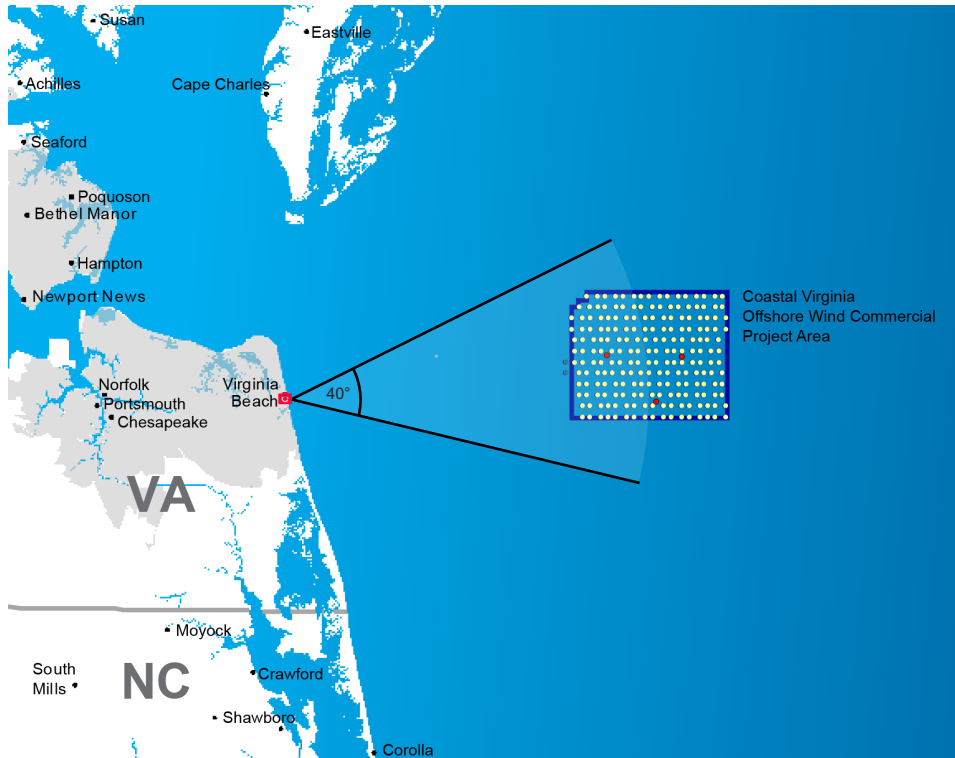 Susan
Eastville
Achilles
Cape Charles
Seaford
Poquoson
Bethel Manor
Hampton
Newport News
Coastal Virginia
Offshore Wind Commercial
Project Area
Virginia
Beach
40°
Norfolk
Portsmouth
Chesapeake
VA
Moyock
South
Mills
NC
Crawford
Shawboro
Corolla